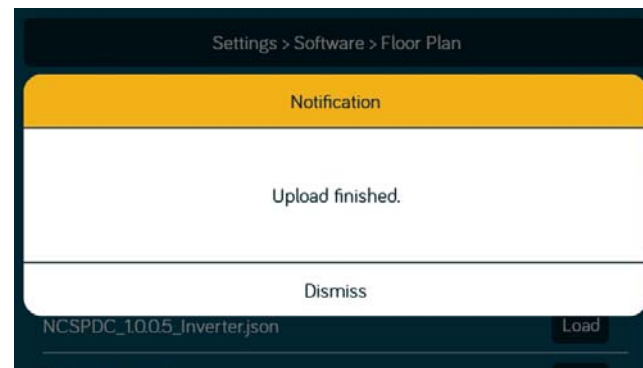 Settings > Software > Floor Plan
Notification
Upload finished.
Dismiss
NCSPDC_1.0.0.5_Inverter.json
Load